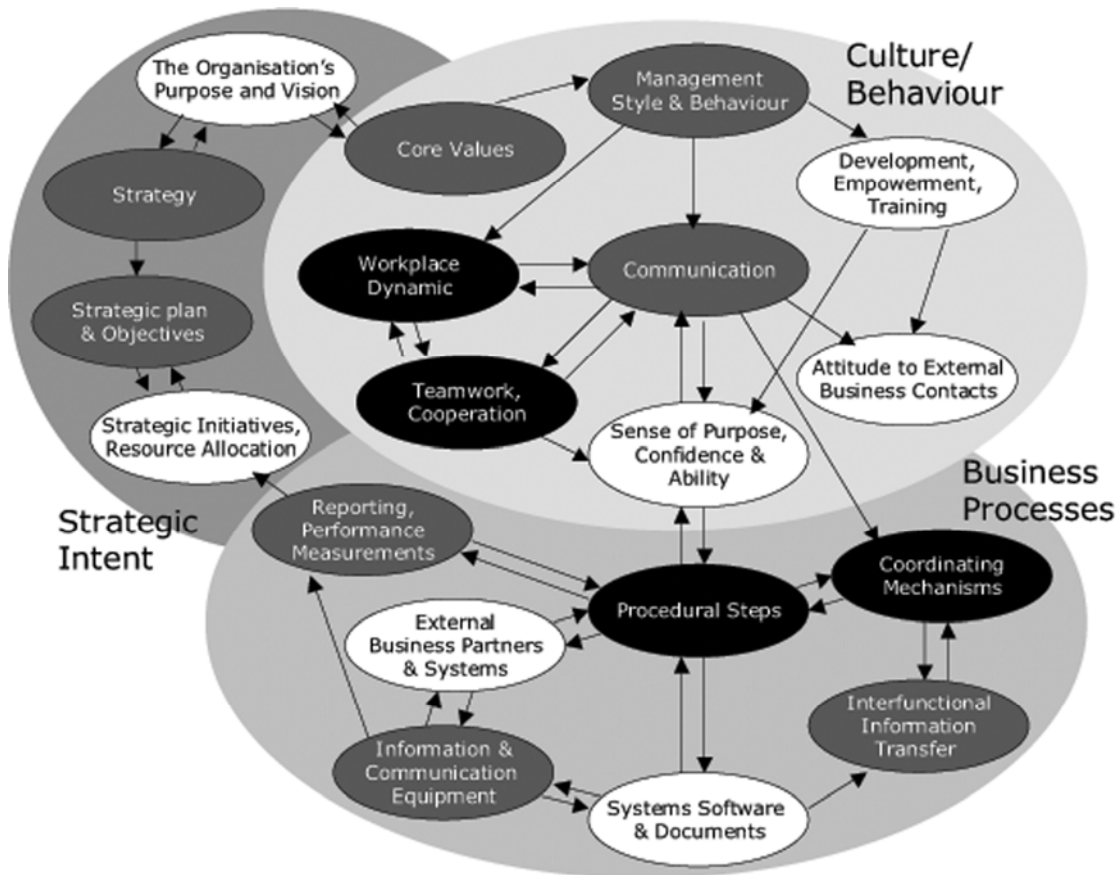 The Organisation's
Purpose and Vision
Management
Style & Behaviour
Culture/
Behaviour
Core Values
Development,
Empowerment,
Training
Strategy
Workplace
Dynamic
Communication
Strategic plan
& Objectives
Attitude to External
Business Contacts
Teamwork,
Cooperation
Strategic Initiatives,
Resource Allocation
Sense of Purpose,
Confidence &
Ability
Business
Processes
Strategic
Intent
Reporting,
Performance
Measurements
Coordinating
Mechanisms
Procedural Steps
External
Business Partners
& Systems
Interfunctional
Information
Transfer
Information &
Communication
Equipment
Systems Software
& Documents